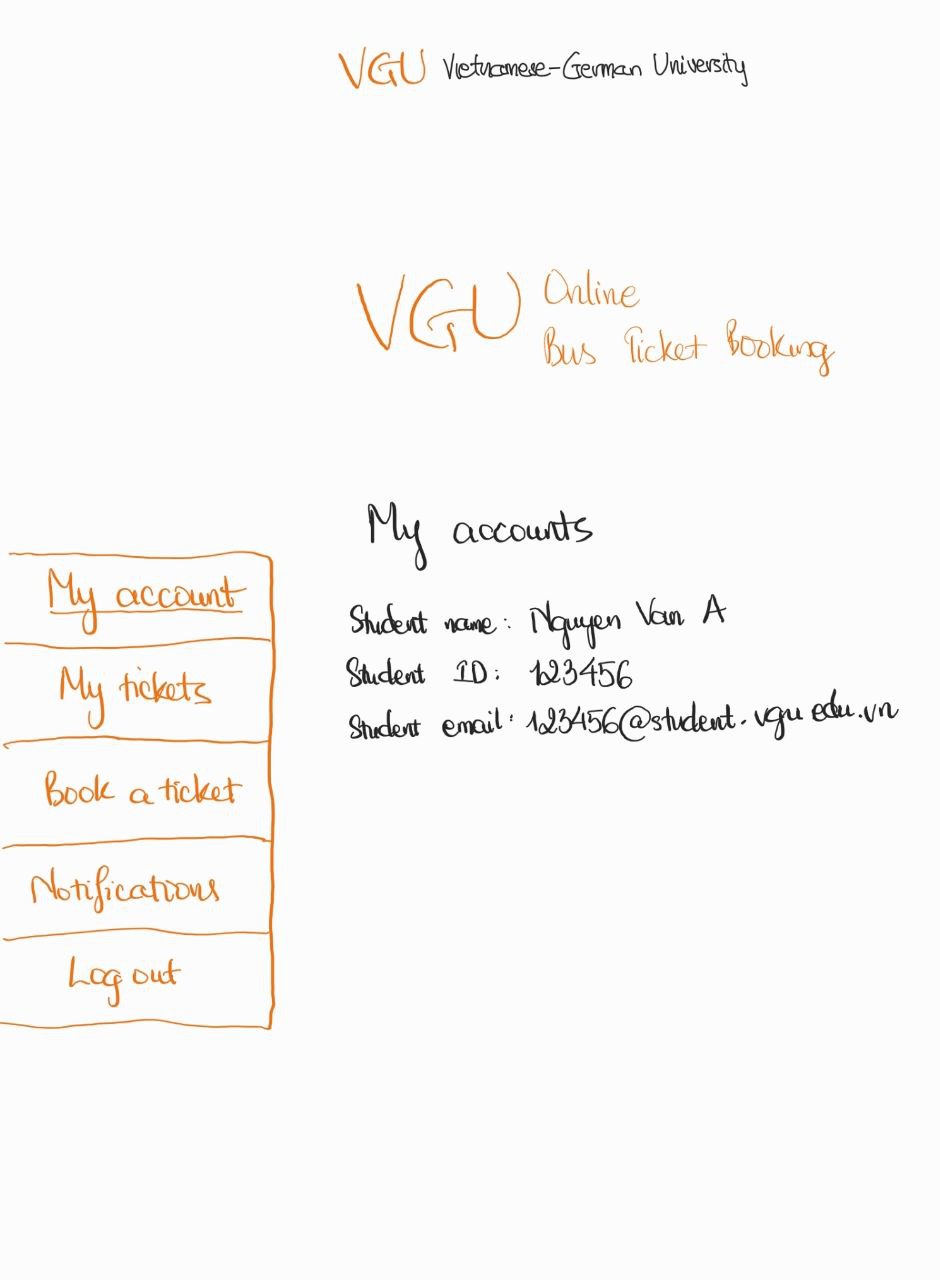 VGU Vietnamese-German University
VGU Online
Bus Ticket Booking
My accounts
My account
My tickets
Book a ticket
Notifications
Log out
Student name: Nguyen Van A
Student ID: 123456
Student email: 123456@student.vgu edu.vn